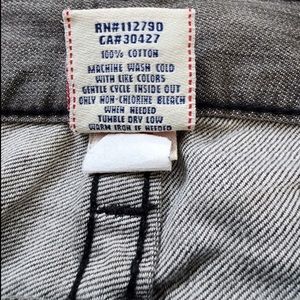 RN#112790
CA#30427
100% COTTON
MACHINE WASH COLD
WITH LIKE COLORS
GENTLE CYCLE INSIDE OUT
ONLY NON-CHLORINE BLEACH
WHEN NEEDED
TUMBLE DRY LOW
WARM IRON IF NEEDED